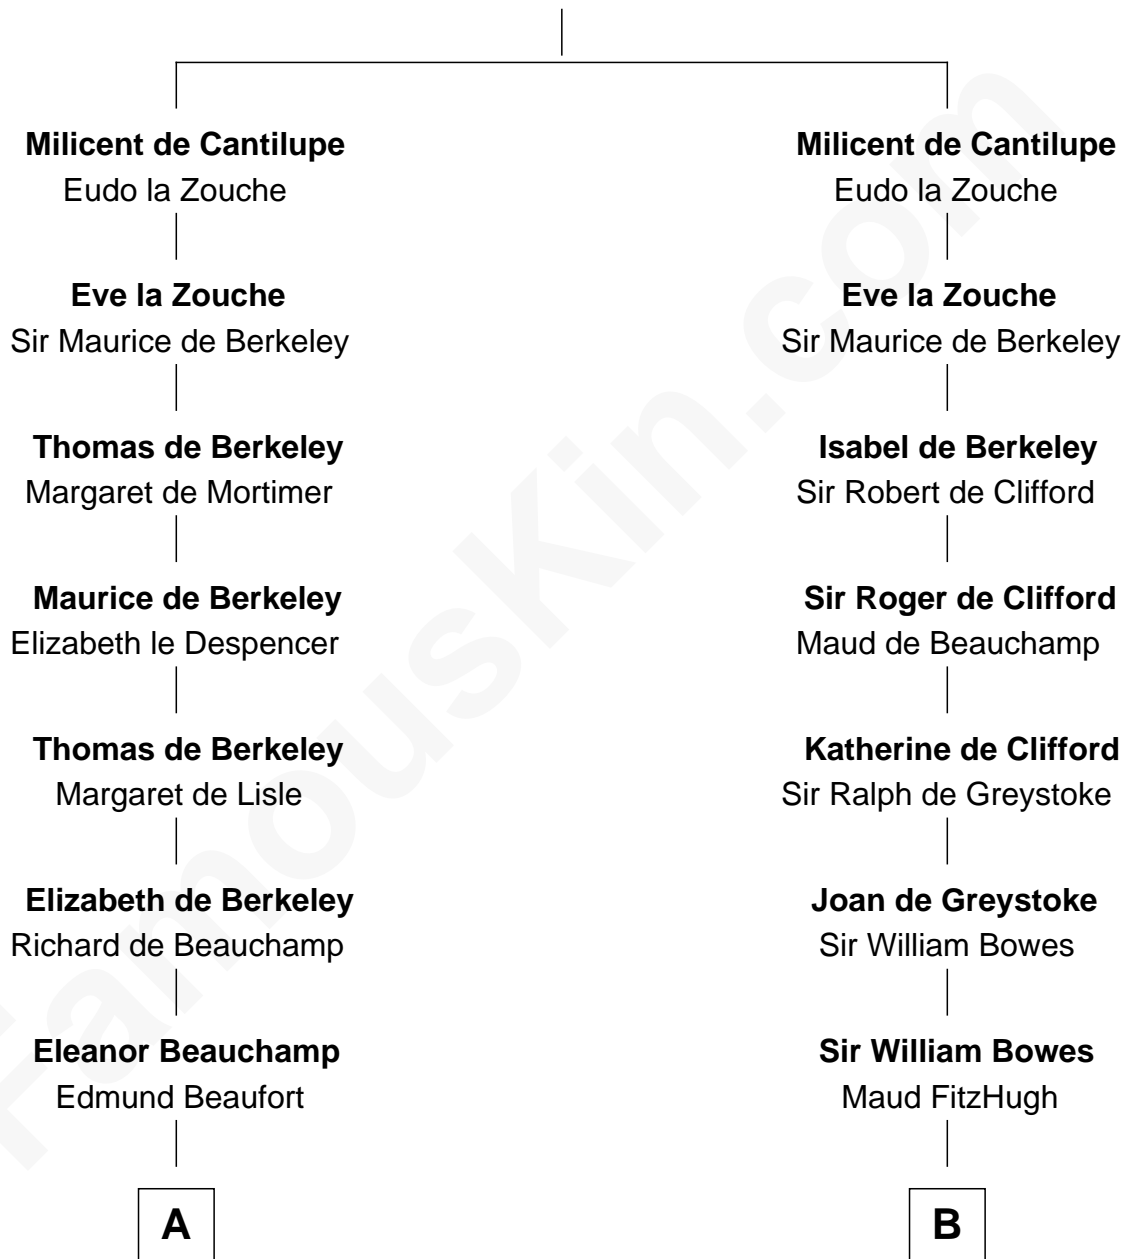 Milicent de Cantilupe
Eudo la Zouche
Eve la Zouche
Sir Maurice de Berkeley
Thomas de Berkeley
Margaret de Mortimer
Maurice de Berkeley
Elizabeth le Despencer
Thomas de Berkeley
Margaret de Lisle
Elizabeth de Berkeley
Richard de Beauchamp
Eleanor Beauchamp
Edmund Beaufort
A
Milicent de Cantilupe
Eudo la Zouche
Eve la Zouche
Sir Maurice de Berkeley
Isabel de Berkeley
Sir Robert de Clifford
Sir Roger de Clifford
Maud de Beauchamp
Katherine de Clifford
Sir Ralph de Greystoke
Joan de Greystoke
Sir William Bowes
Sir William Bowes
Maud FitzHugh
B
FamousKin.com